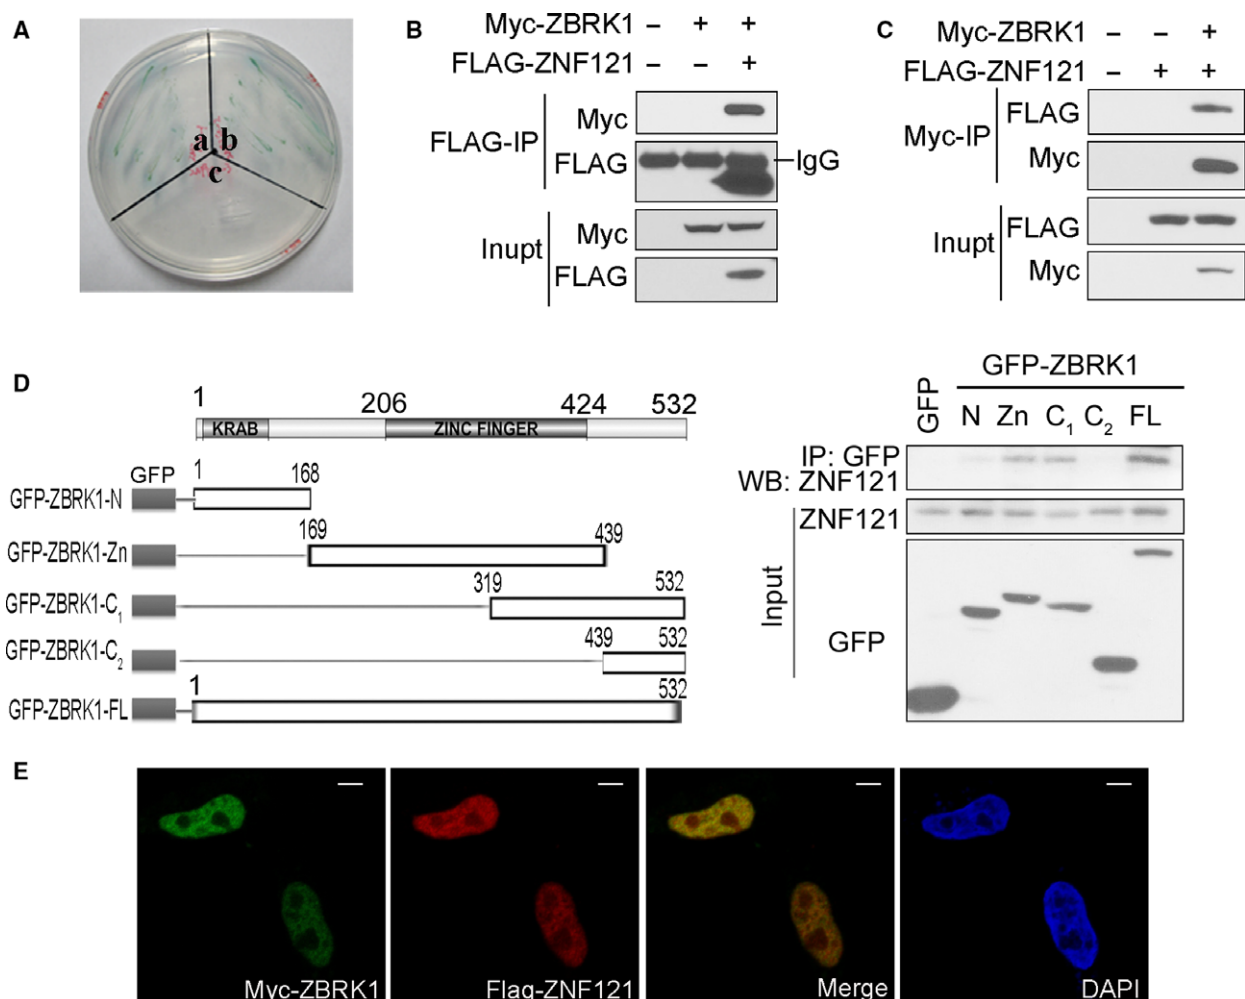 A
a b
c
B
Myc-ZBRK1 – + +
FLAG-ZNF121 – – +
FLAG-IP
Myc
FLAG
IgG
Inupt
Myc
FLAG
C
Myc-ZBRK1 – – +
FLAG-ZNF121 – + +
Myc-IP
FLAG
Myc
Inupt
FLAG
Myc
D
1 206 424 532
KRAB ZINC FINGER
GFP
GFP-ZBRK1-N 1 168
GFP-ZBRK1-Zn 169 439
GFP-ZBRK1-C1 319 532
GFP-ZBRK1-C2 439 532
GFP-ZBRK1-FL 1 532
GFP-ZBRK1
GFP N Zn C1 C2 FL
IP: GFP
WB: ZNF121
Input
ZNF121
GFP
E
Myc-ZBRK1
Flag-ZNF121
Merge
DAPI